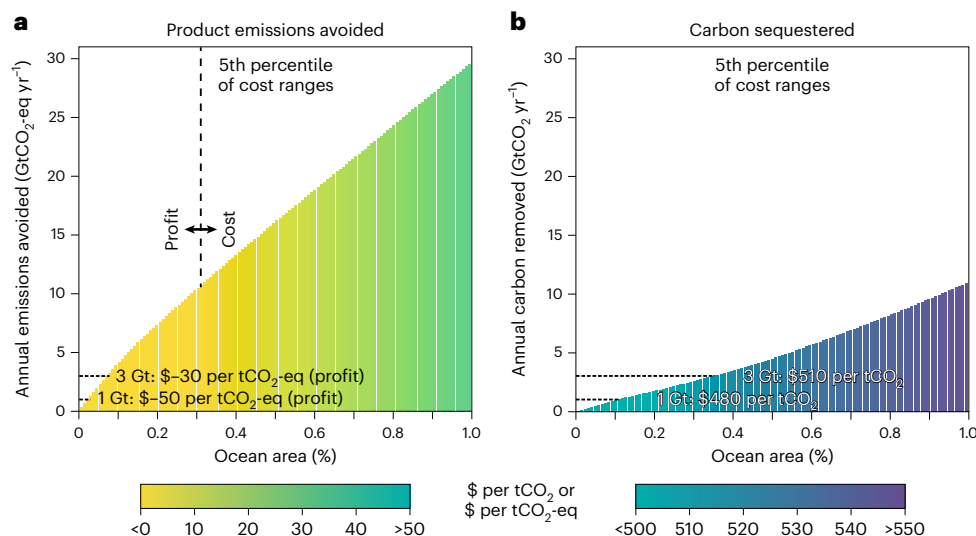 a
Product emissions avoided
Annual emissions avoided (GtCO₂-eq yr⁻¹)
30
25
20
15
10
5
0
5th percentile
of cost ranges
Profit
Cost
3 Gt: $–30 per tCO₂-eq (profit)
1 Gt: $–50 per tCO₂-eq (profit)
0 0.2 0.4 0.6 0.8 1.0
Ocean area (%)
b
Carbon sequestered
Annual carbon removed (GtCO₂ yr⁻¹)
30
25
20
15
10
5
0
5th percentile
of cost ranges
3 Gt: $510 per tCO₂
1 Gt: $480 per tCO₂
0 0.2 0.4 0.6 0.8 1.0
Ocean area (%)
<0 10 20 30 40 >50
$ per tCO₂ or
$ per tCO₂-eq
<500 510 520 530 540 >550